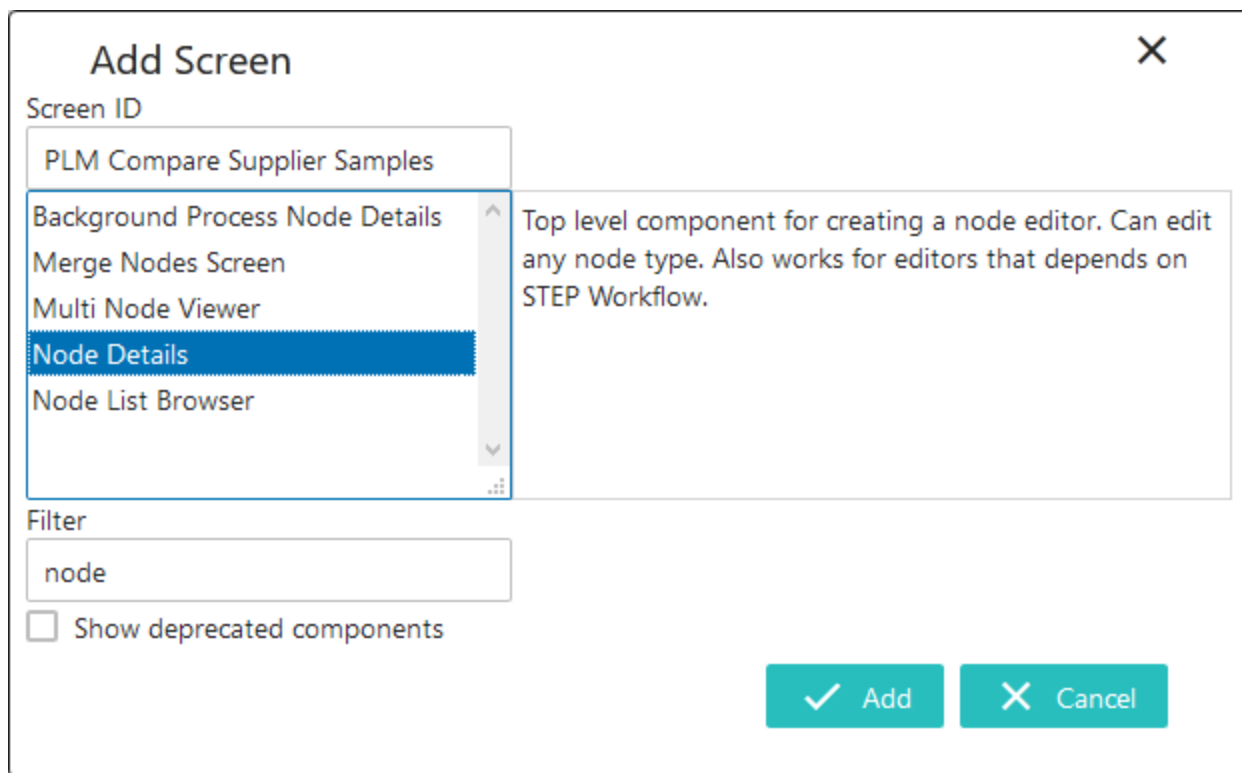 Add Screen
Screen ID
PLM Compare Supplier Samples
Background Process Node Details
Merge Nodes Screen
Multi Node Viewer
Node Details
Node List Browser
Top level component for creating a node editor. Can edit
any node type. Also works for editors that depends on
STEP Workflow.
Filter
node
Show deprecated components
Add
Cancel